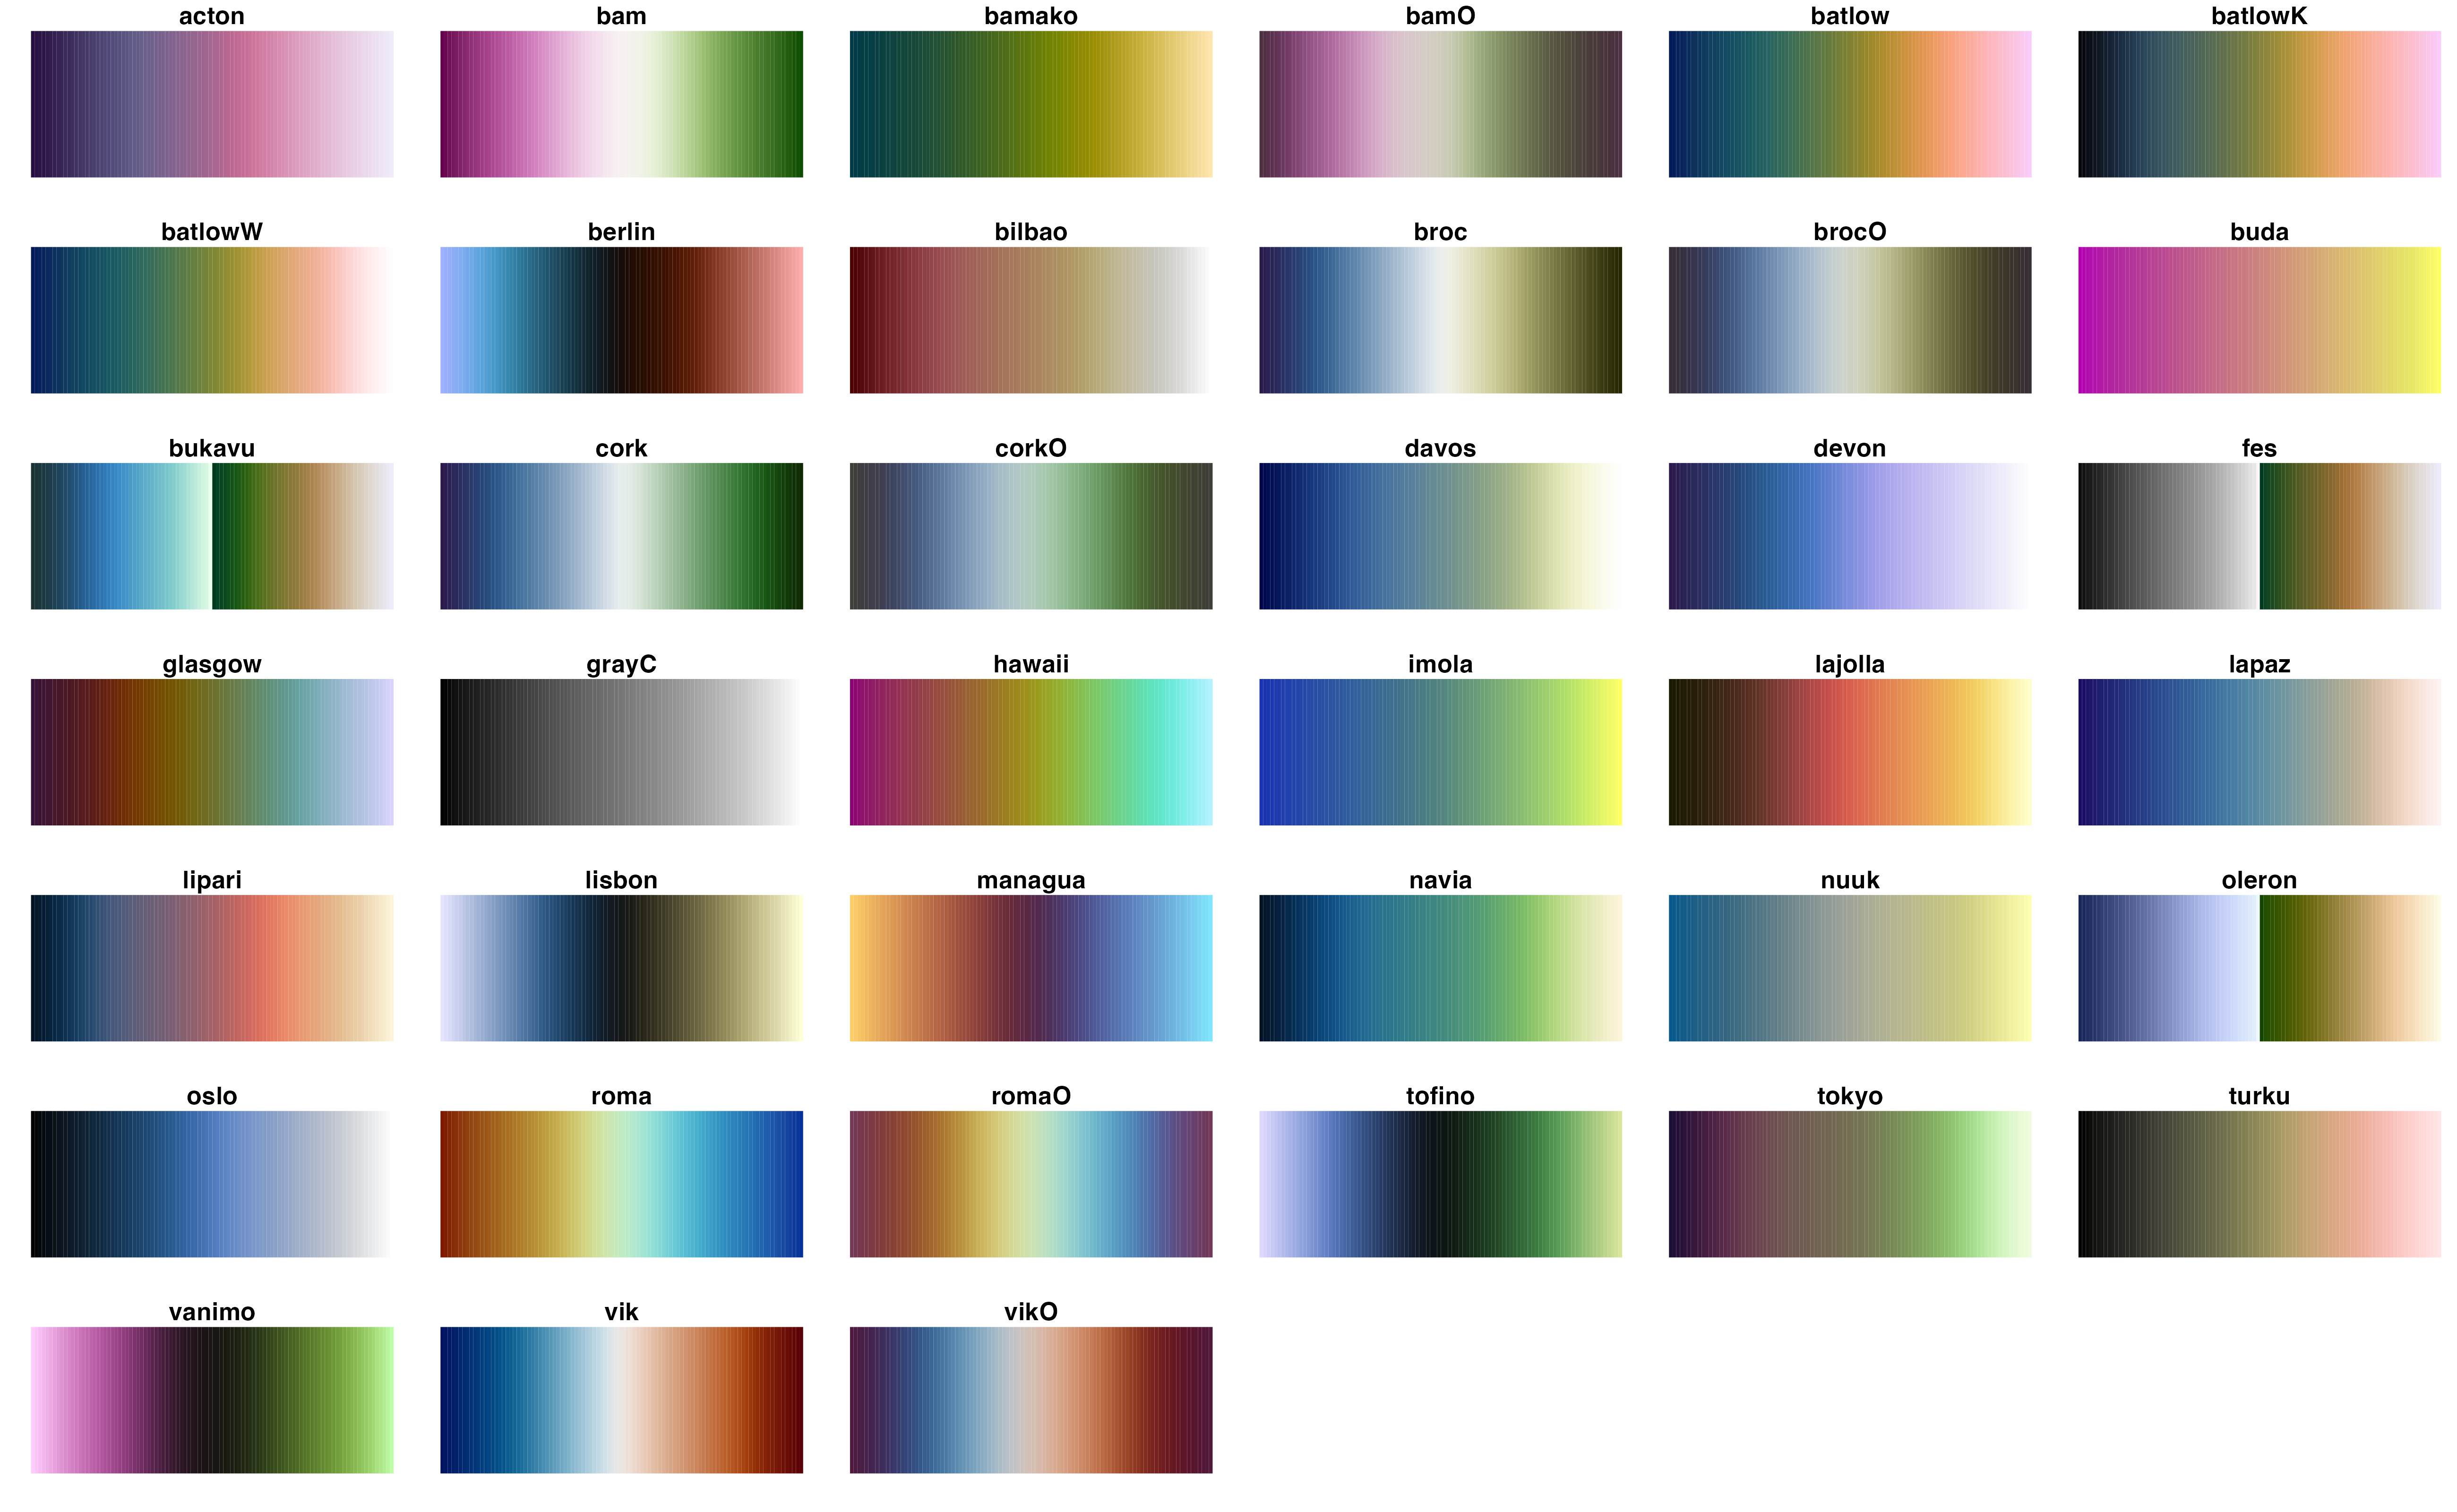 acton bam bamako bamO batlow batlowK
batlowW berlin bilbao broc brocO buda
bukavu cork corkO davos devon fes
glasgow grayC hawaii imola lajolla lapaz
lipari lisbon managua navia nuuk oleron
oslo roma romaO tofino tokyo turku
vanimo vik vikO